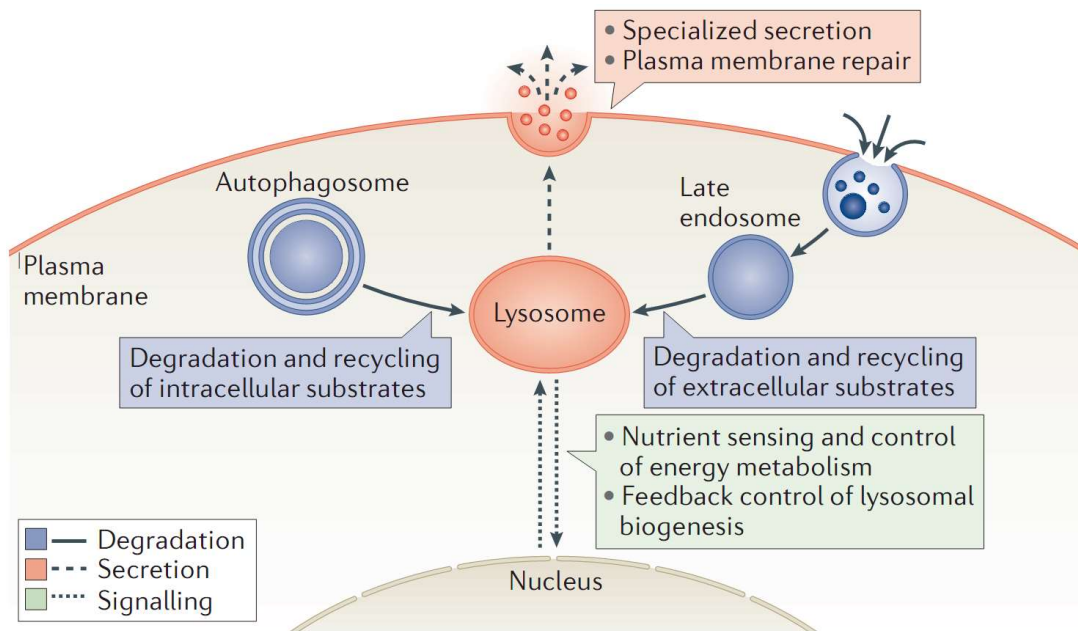 • Specialized secretion
• Plasma membrane repair
Autophagosome
Late
endosome
Plasma
membrane
Lysosome
Degradation and recycling
of intracellular substrates
Degradation and recycling
of extracellular substrates
• Nutrient sensing and control
of energy metabolism
• Feedback control of lysosomal
biogenesis
Degradation
Secretion
Signalling
Nucleus